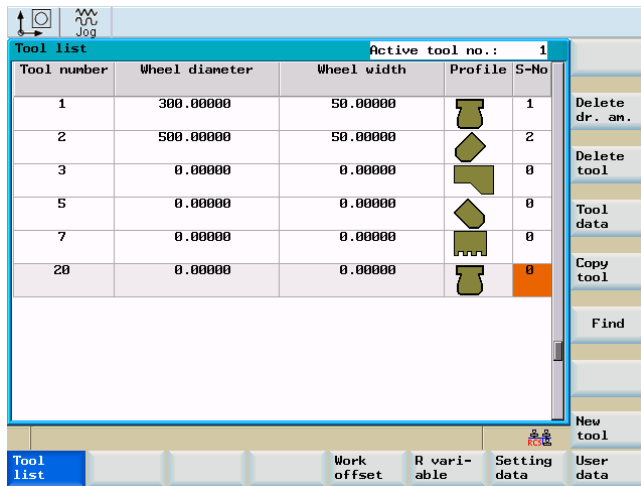 Jog
Tool list Active tool no.: 1
Tool number Wheel diameter Wheel width Profile S-No
1 300.00000 50.00000 1
2 500.00000 50.00000 2
3 0.00000 0.00000 0
5 0.00000 0.00000 0
7 0.00000 0.00000 0
20 0.00000 0.00000 0
Delete
dr. am.
Delete
tool
Tool
data
Copy
tool
Find
New
tool
RCS
Tool
list
Work
offset
R vari-
able
Setting
data
User
data